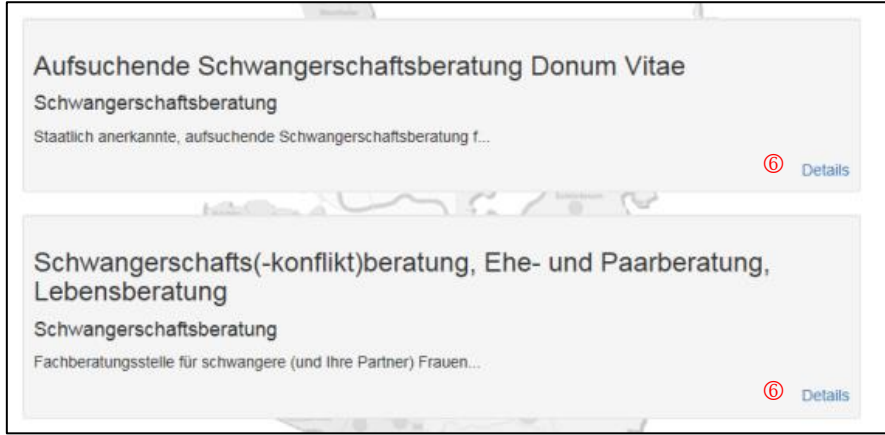 Aufsuchende Schwangerschaftsberatung Donum Vitae
Schwangerschaftsberatung
Staatlich anerkannte, aufsuchende Schwangerschaftsberatung f...
⑥ Details
Schwangerschafts(-konflikt)beratung, Ehe- und Paarberatung,
Lebensberatung
Schwangerschaftsberatung
Fachberatungsstelle für schwangere (und Ihre Partner) Frauen...
⑥ Details